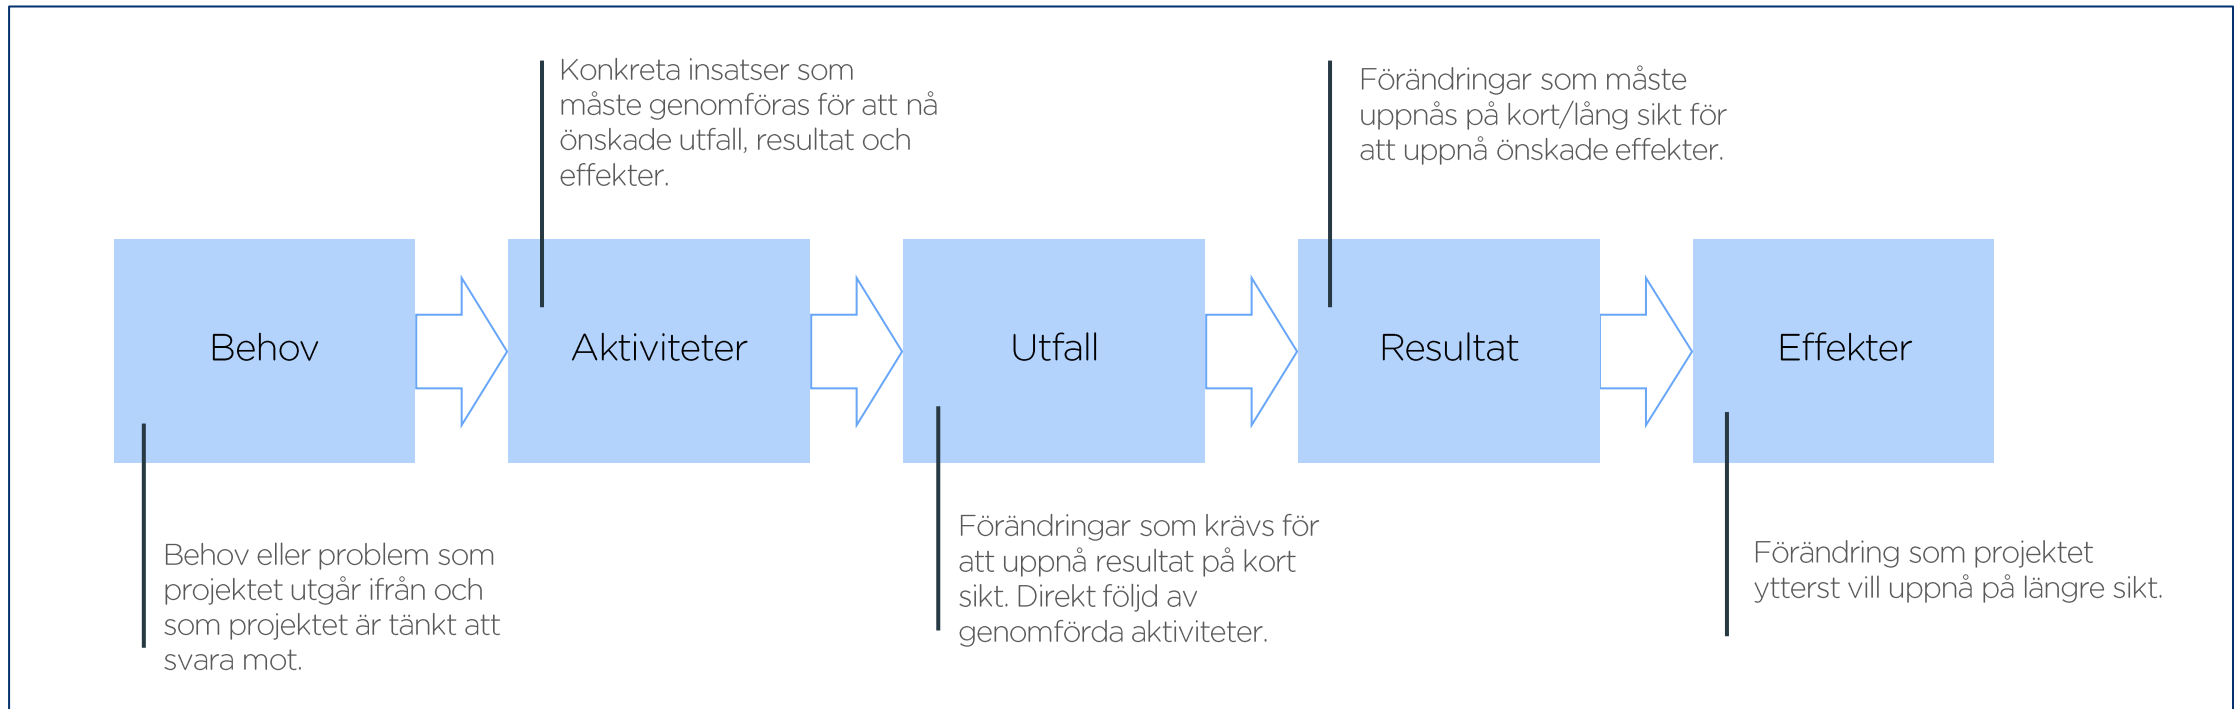 Konkreta insatser som
måste genomföras för att nå
önskade utfall, resultat och
effekter.
Förändringar som måste
uppnås på kort/lång sikt för
att uppnå önskade effekter.
Behov
Aktiviteter
Utfall
Resultat
Effekter
Behov eller problem som
projektet utgår ifrån och
som projektet är tänkt att
svara mot.
Förändringar som krävs för
att uppnå resultat på kort
sikt. Direkt följd av
genomförda aktiviteter.
Förändring som projektet
ytterst vill uppnå på längre sikt.